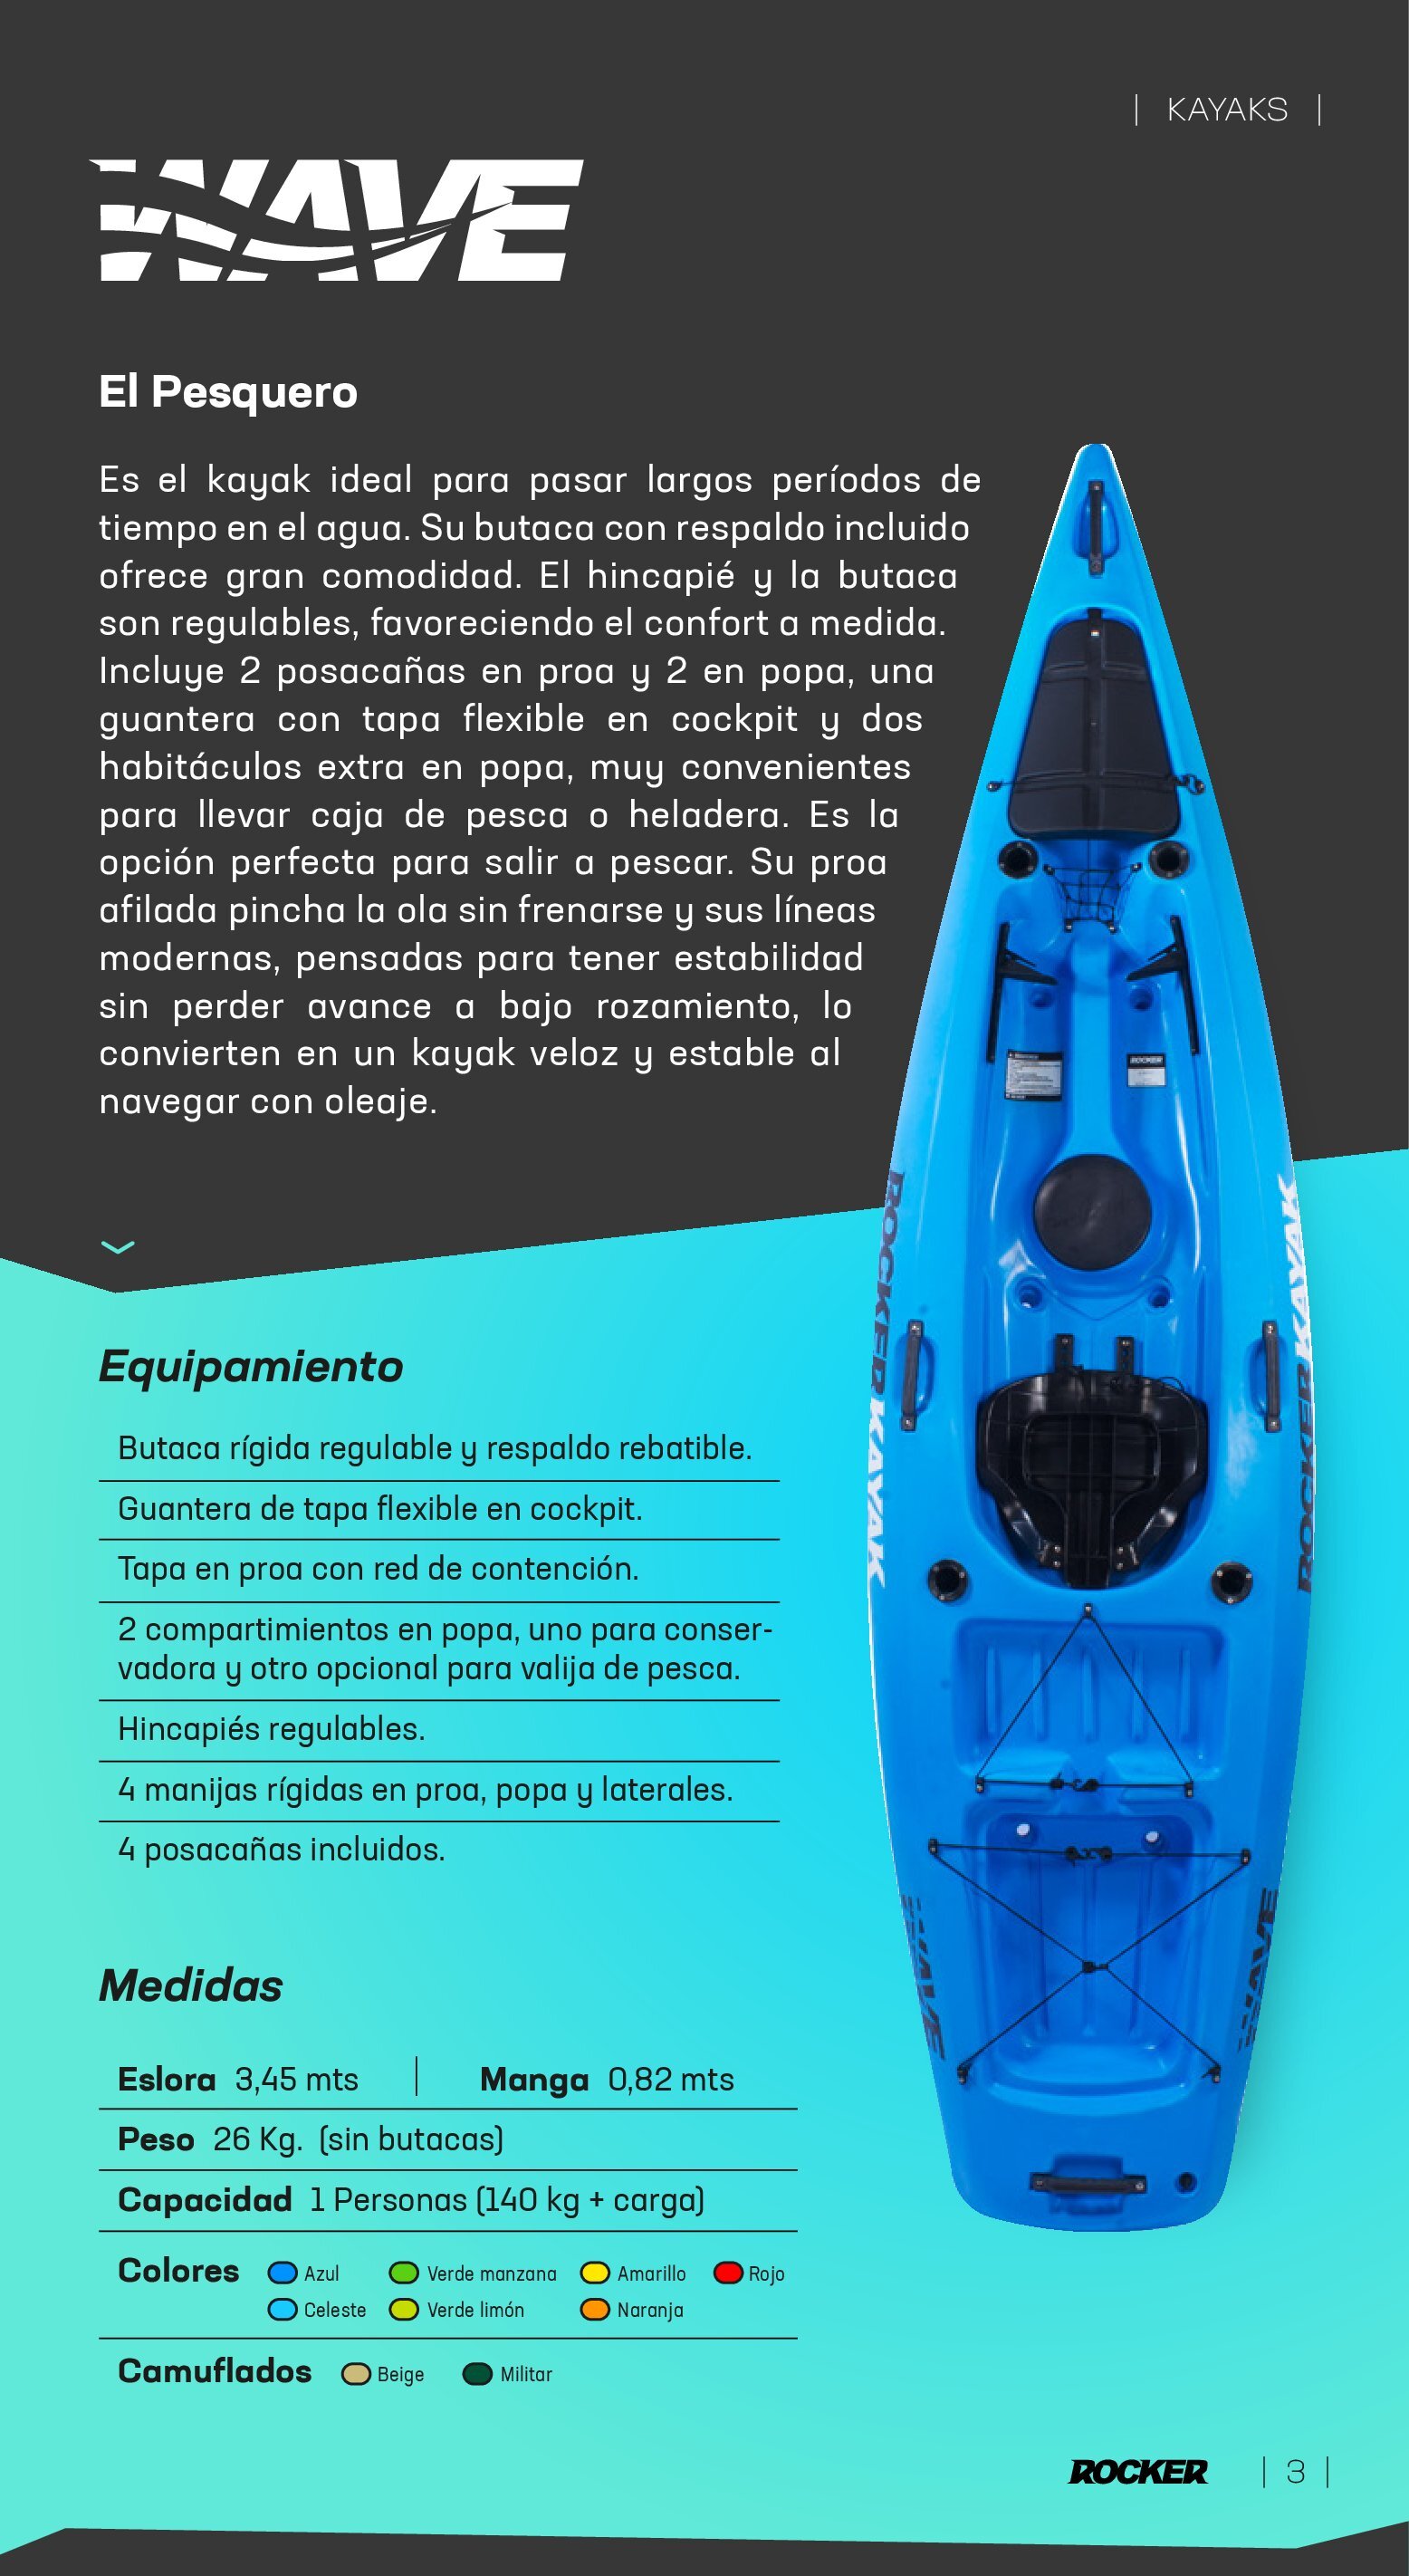 | KAYAKS |
WAVE
El Pesquero
Es el kayak ideal para pasar largos períodos de
tiempo en el agua. Su butaca con respaldo incluido
ofrece gran comodidad. El hincapié y la butaca
son regulables, favoreciendo el confort a medida.
Incluye 2 posacañas en proa y 2 en popa, una
guantera con tapa flexible en cockpit y dos
habitáculos extra en popa, muy convenientes
para llevar caja de pesca o heladera. Es la
opción perfecta para salir a pescar. Su proa
afilada pincha la ola sin frenarse y sus líneas
modernas, pensadas para tener estabilidad
sin perder avance a bajo rozamiento, lo
convierten en un kayak veloz y estable al
navegar con oleaje.
ROCKER
ROCKER KAYAK
ROCKER KAYAK
WAVE
WAVE
Equipamiento
Butaca rígida regulable y respaldo rebatible.
Guantera de tapa flexible en cockpit.
Tapa en proa con red de contención.
2 compartimientos en popa, uno para conser-
vadora y otro opcional para valija de pesca.
Hincapiés regulables.
4 manijas rígidas en proa, popa y laterales.
4 posacañas incluidos.
Medidas
Eslora 3,45 mts | Manga 0,82 mts
Peso 26 Kg. (sin butacas)
Capacidad 1 Personas (140 kg + carga)
Colores Azul Verde manzana Amarillo Rojo
Celeste Verde limón Naranja
Camuflados Beige Militar
ROCKER | 3 |